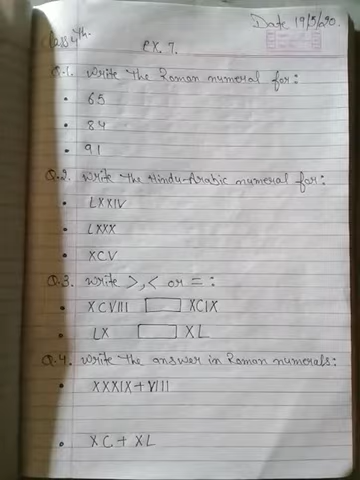 Date 19/5/20.
Class 4th.
EX. 7.
Q.1. Write The Roman numeral for:
• 65
• 84
• 91
Q.2. Write The Hindu-Arabic numeral for:
• LXXIV
• LXXX
• XCV
Q.3. Write >, < or = :
• XCVIII XCIX
• LX XL
Q.4. Write The answer in Roman numerals:
• XXXIX + VIII
• XC + XL